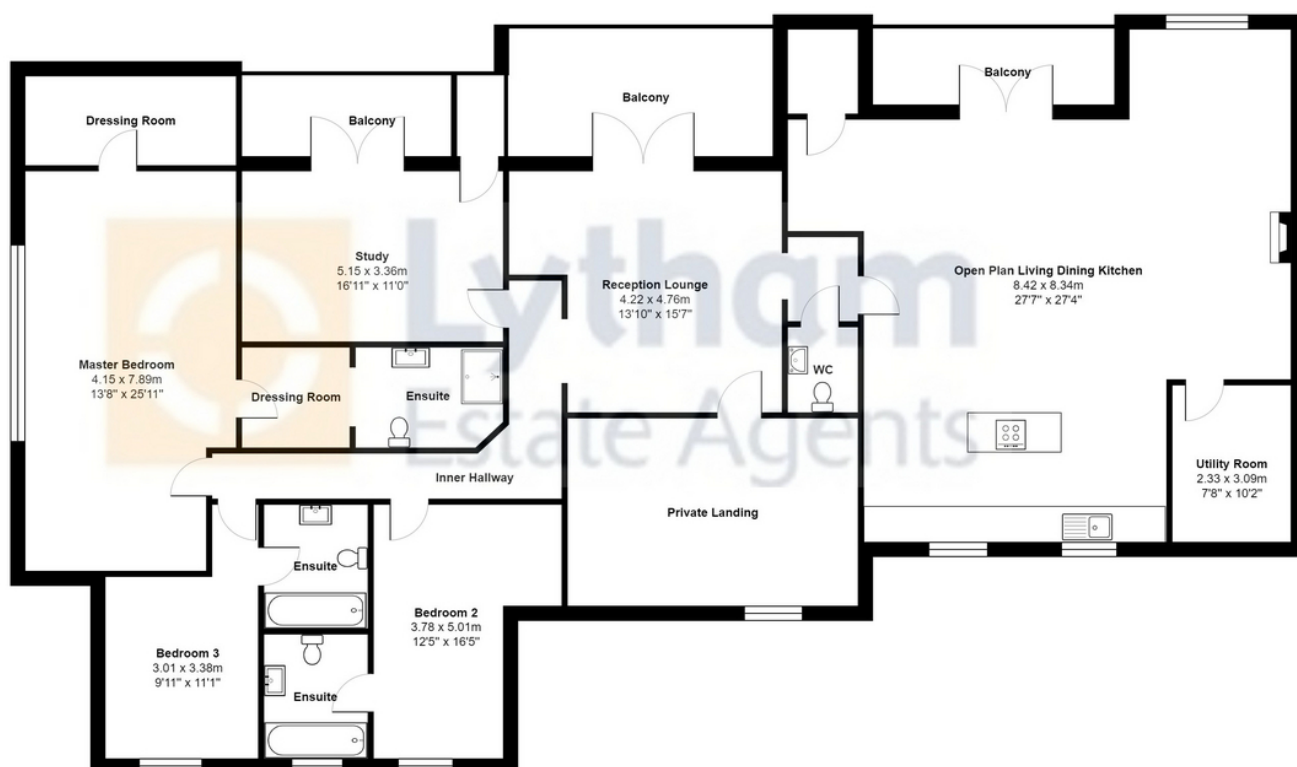 Dressing Room
Balcony
Balcony
Balcony
Study
5.15 x 3.36m
16'11" x 11'0"
Reception Lounge
4.22 x 4.76m
13'10" x 15'7"
Open Plan Living Dining Kitchen
8.42 x 8.34m
27'7" x 27'4"
Master Bedroom
4.15 x 7.89m
13'8" x 25'11"
Dressing Room
Ensuite
WC
Inner Hallway
Utility Room
2.33 x 3.09m
7'8" x 10'2"
Private Landing
Ensuite
Bedroom 2
3.78 x 5.01m
12'5" x 16'5"
Bedroom 3
3.01 x 3.38m
9'11" x 11'1"
Ensuite
Lytham
Estate Agents